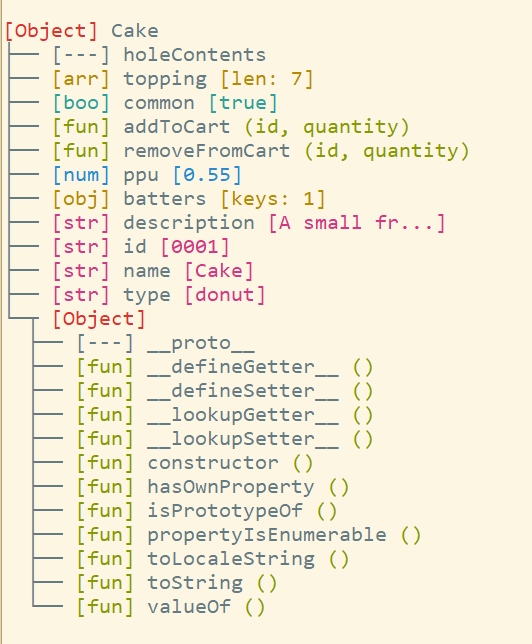 [Object] Cake
├── [---] holeContents
├── [arr] topping [len: 7]
├── [boo] common [true]
├── [fun] addToCart (id, quantity)
├── [fun] removeFromCart (id, quantity)
├── [num] ppu [0.55]
├── [obj] batters [keys: 1]
├── [str] description [A small fr...]
├── [str] id [0001]
├── [str] name [Cake]
├── [str] type [donut]
└─┬ [Object]
  ├── [---] __proto__
  ├── [fun] __defineGetter__ ()
  ├── [fun] __defineSetter__ ()
  ├── [fun] __lookupGetter__ ()
  ├── [fun] __lookupSetter__ ()
  ├── [fun] constructor ()
  ├── [fun] hasOwnProperty ()
  ├── [fun] isPrototypeOf ()
  ├── [fun] propertyIsEnumerable ()
  ├── [fun] toLocaleString ()
  ├── [fun] toString ()
  └── [fun] valueOf ()